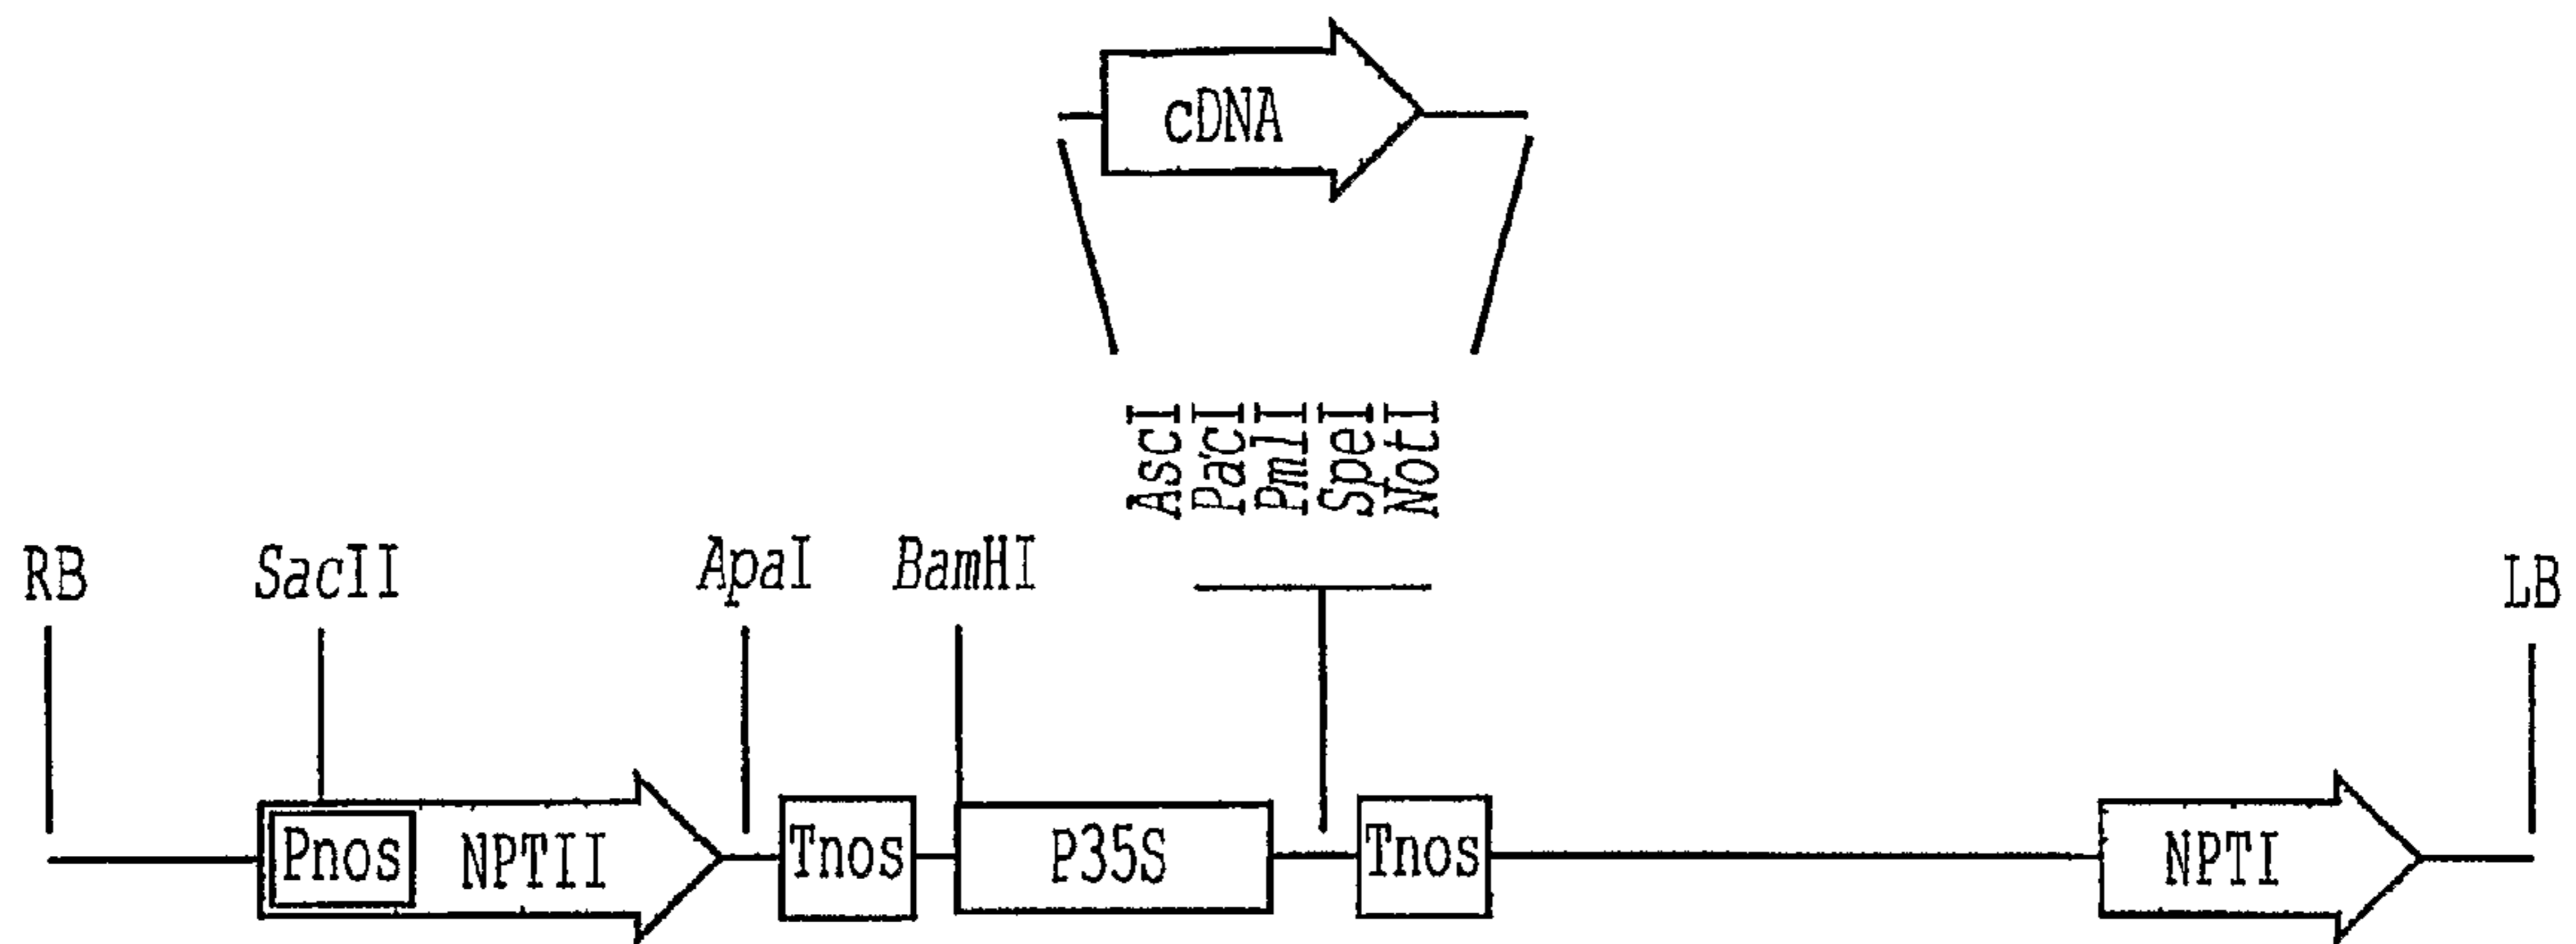 cDNA
AscI
PacI
PmlI
SpeI
NotI
RB SacII ApaI BamHI LB
Pnos NPTII Tnos P35S Tnos NPTI